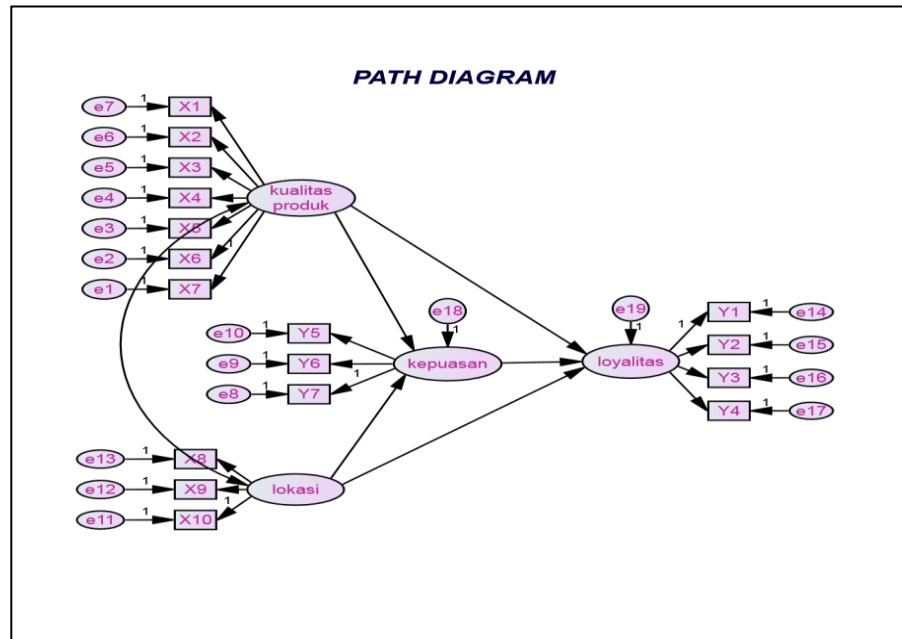 PATH DIAGRAM
e7 1 X1
e6 1 X2
e5 1 X3
e4 1 X4
e3 1 X5
e2 1 X6 1
e1 1 X7
kualitas
produk
e18
1
e19
1
e10 1 Y5
e9 1 Y6
e8 1 Y7 1
kepuasan
loyalitas
1 Y1 1 e14
Y2 1 e15
Y3 1 e16
Y4 1 e17
e13 1 X8
e12 1 X9
e11 1 X10 1
lokasi